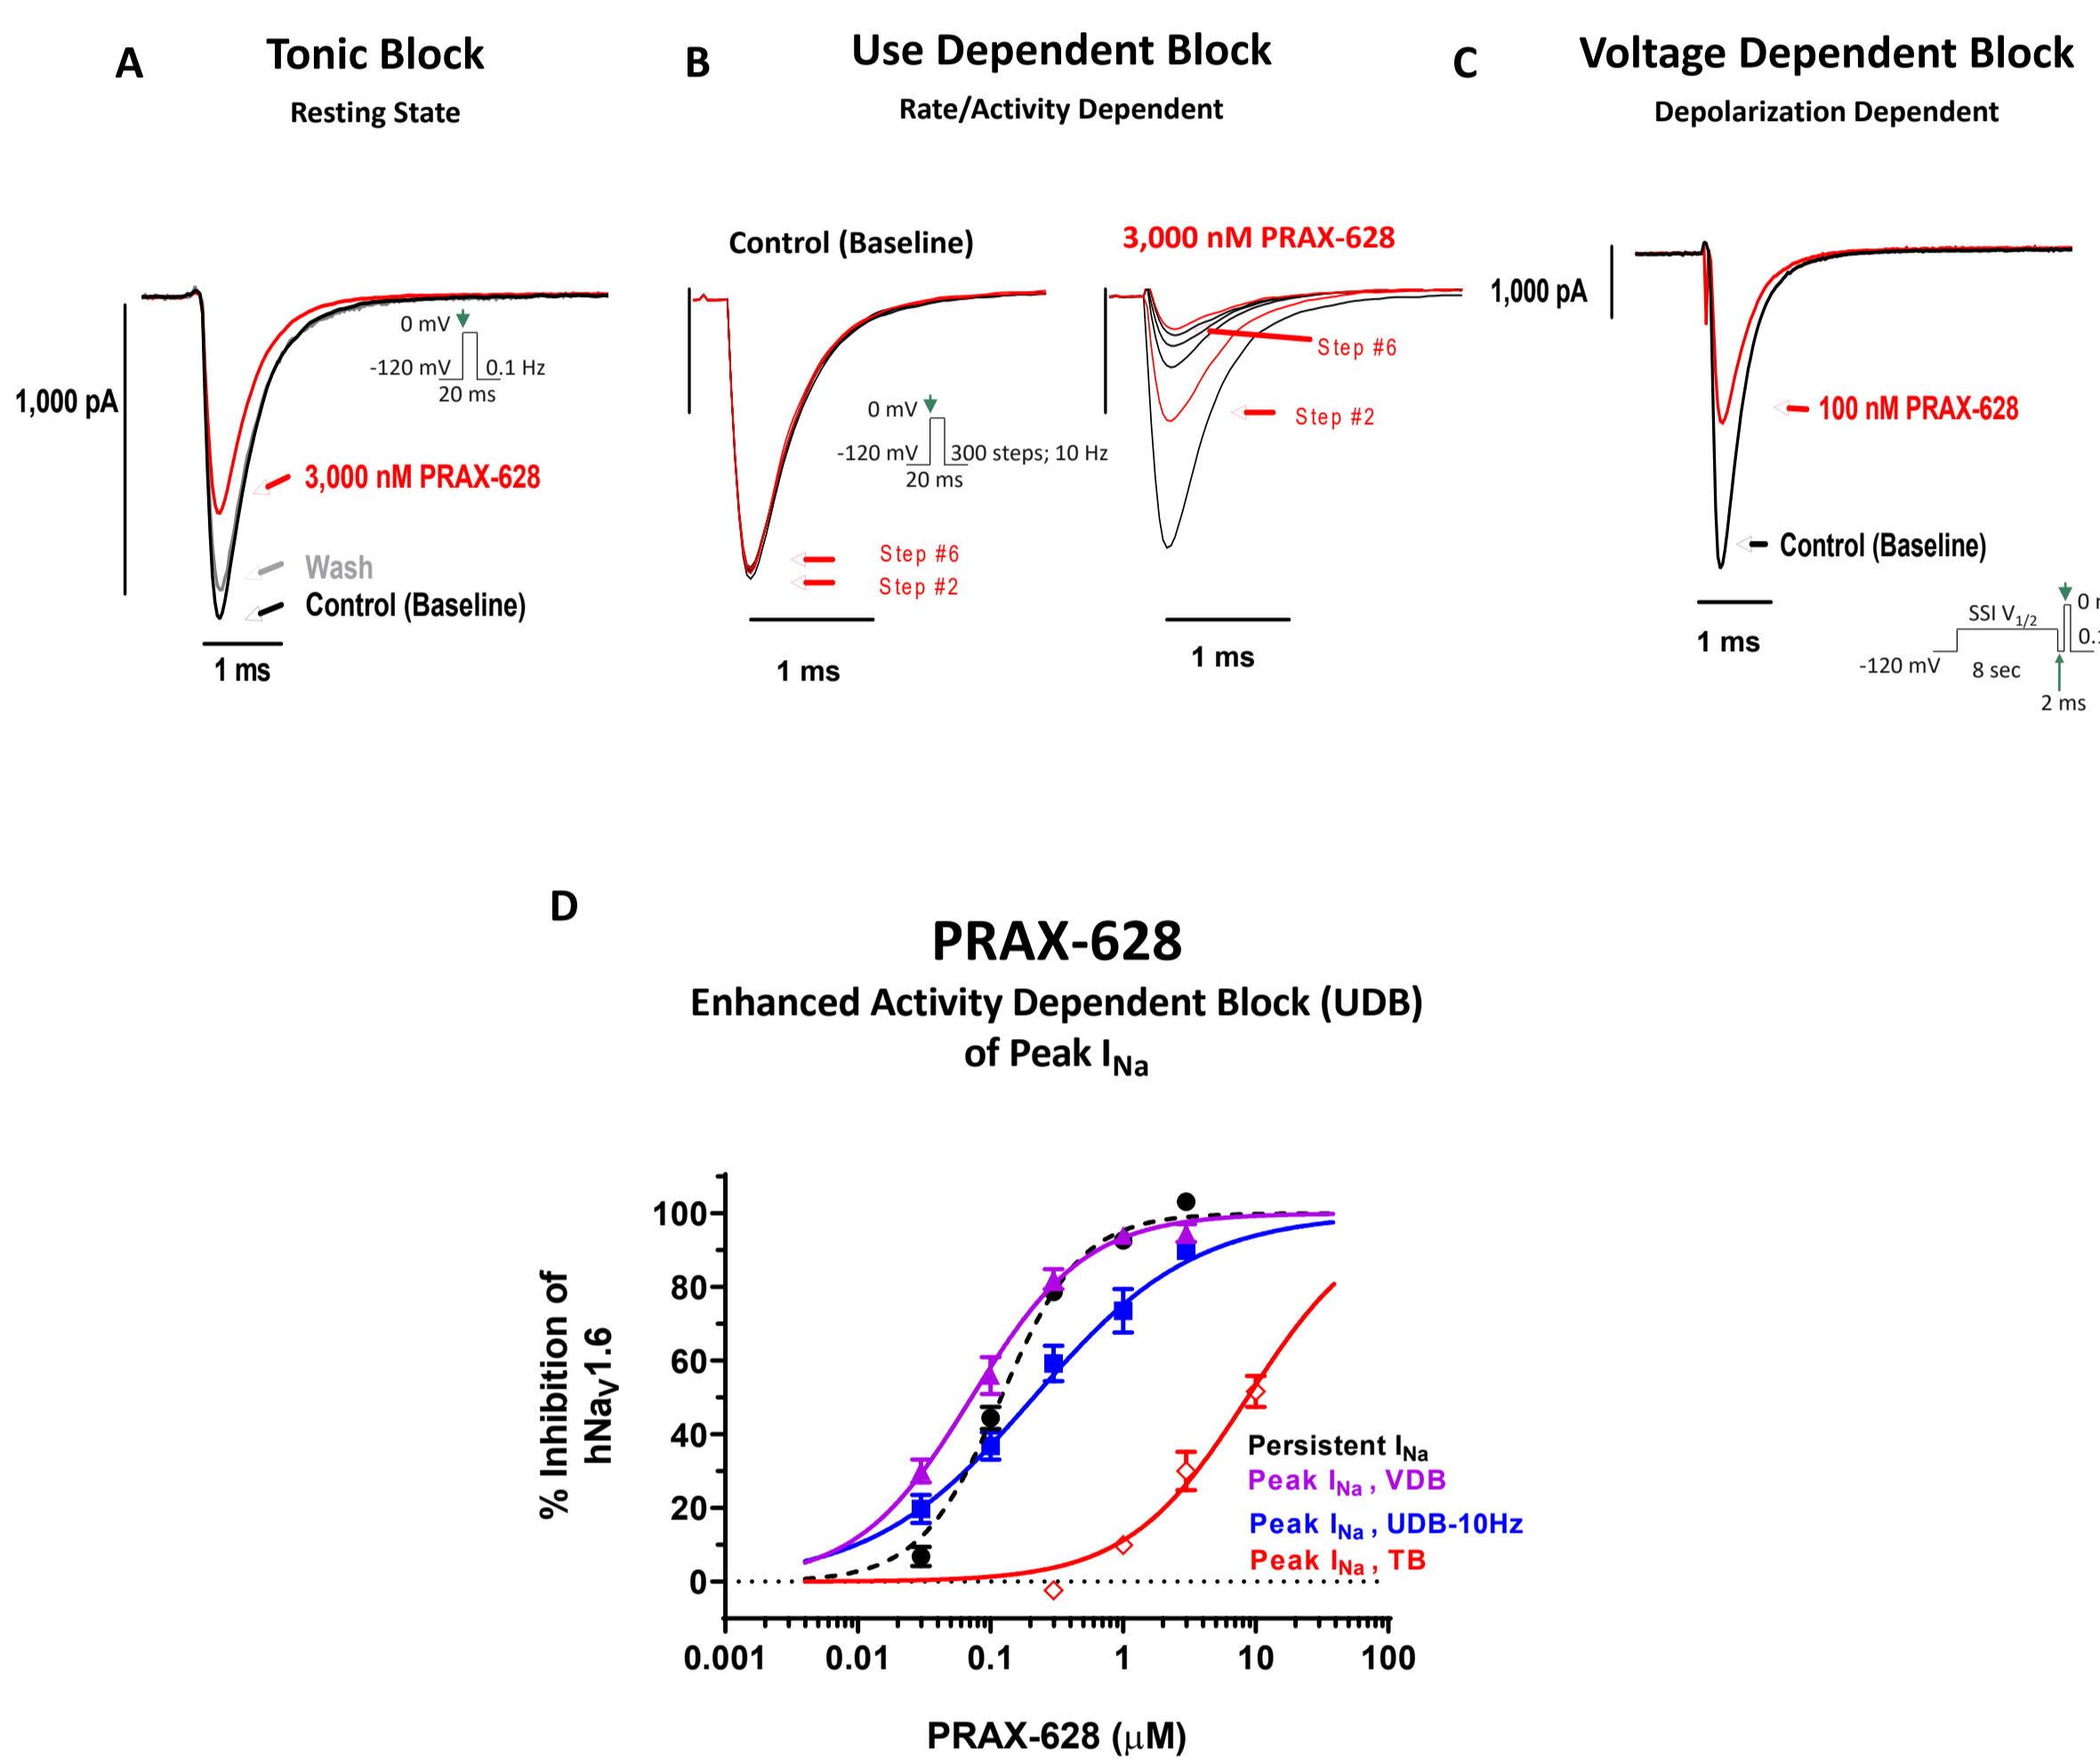 A
Tonic Block
Resting State
1,000 pA
0 mV
-120 mV
0.1 Hz
20 ms
3,000 nM PRAX-628
Wash
Control (Baseline)
1 ms
B
Use Dependent Block
Rate/Activity Dependent
Control (Baseline)
0 mV
-120 mV
300 steps; 10 Hz
20 ms
Step #6
Step #2
1 ms
3,000 nM PRAX-628
Step #6
Step #2
1 ms
C
Voltage Dependent Block
Depolarization Dependent
1,000 pA
100 nM PRAX-628
Control (Baseline)
1 ms
SSI V1/2
-120 mV
8 sec
2 ms
D
PRAX-628
Enhanced Activity Dependent Block (UDB)
of Peak INa
% Inhibition of
hNaV1.6
100
80
60
40
20
0
Persistent INa
Peak INa , VDB
Peak INa , UDB-10Hz
Peak INa , TB
0.001 0.01 0.1 1 10 100
PRAX-628 (μM)